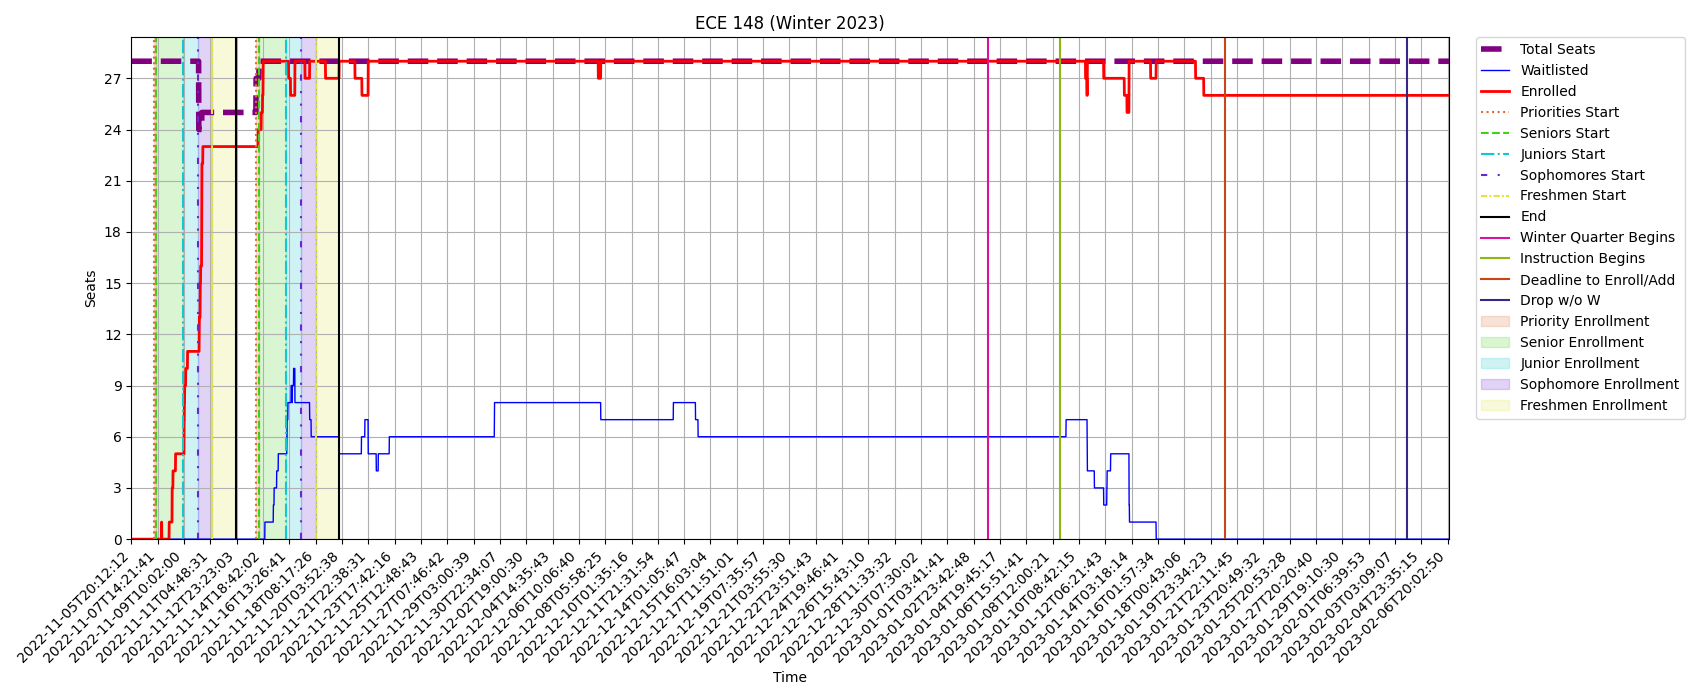 ECE 148 (Winter 2023)
Seats
27
24
21
18
15
12
9
6
3
0
2022-11-05T20:12:12
2022-11-07T14:21:41
2022-11-09T10:02:00
2022-11-11T04:48:31
2022-11-12T23:23:03
2022-11-14T18:42:02
2022-11-16T13:26:41
2022-11-18T08:17:26
2022-11-20T03:52:38
2022-11-21T22:38:31
2022-11-23T17:42:16
2022-11-25T12:48:43
2022-11-27T07:46:42
2022-11-29T03:00:39
2022-11-30T22:34:07
2022-12-02T19:00:30
2022-12-04T14:35:43
2022-12-06T10:06:40
2022-12-08T05:58:25
2022-12-10T01:35:16
2022-12-11T21:31:54
2022-12-14T01:05:47
2022-12-15T16:03:04
2022-12-17T11:51:01
2022-12-19T07:35:57
2022-12-21T03:55:30
2022-12-22T23:51:43
2022-12-24T19:46:41
2022-12-26T15:43:10
2022-12-28T11:33:32
2022-12-30T07:30:02
2023-01-01T03:41:41
2023-01-02T23:42:48
2023-01-04T19:45:17
2023-01-06T15:51:41
2023-01-08T12:00:21
2023-01-10T08:42:15
2023-01-12T06:21:43
2023-01-14T03:18:14
2023-01-16T01:57:34
2023-01-18T00:43:06
2023-01-19T23:34:23
2023-01-21T22:11:45
2023-01-23T20:49:32
2023-01-25T20:53:28
2023-01-27T20:20:40
2023-01-29T19:10:30
2023-02-01T06:39:53
2023-02-03T03:09:07
2023-02-04T23:35:15
2023-02-06T20:02:50
Time
Total Seats
Waitlisted
Enrolled
Priorities Start
Seniors Start
Juniors Start
Sophomores Start
Freshmen Start
End
Winter Quarter Begins
Instruction Begins
Deadline to Enroll/Add
Drop w/o W
Priority Enrollment
Senior Enrollment
Junior Enrollment
Sophomore Enrollment
Freshmen Enrollment